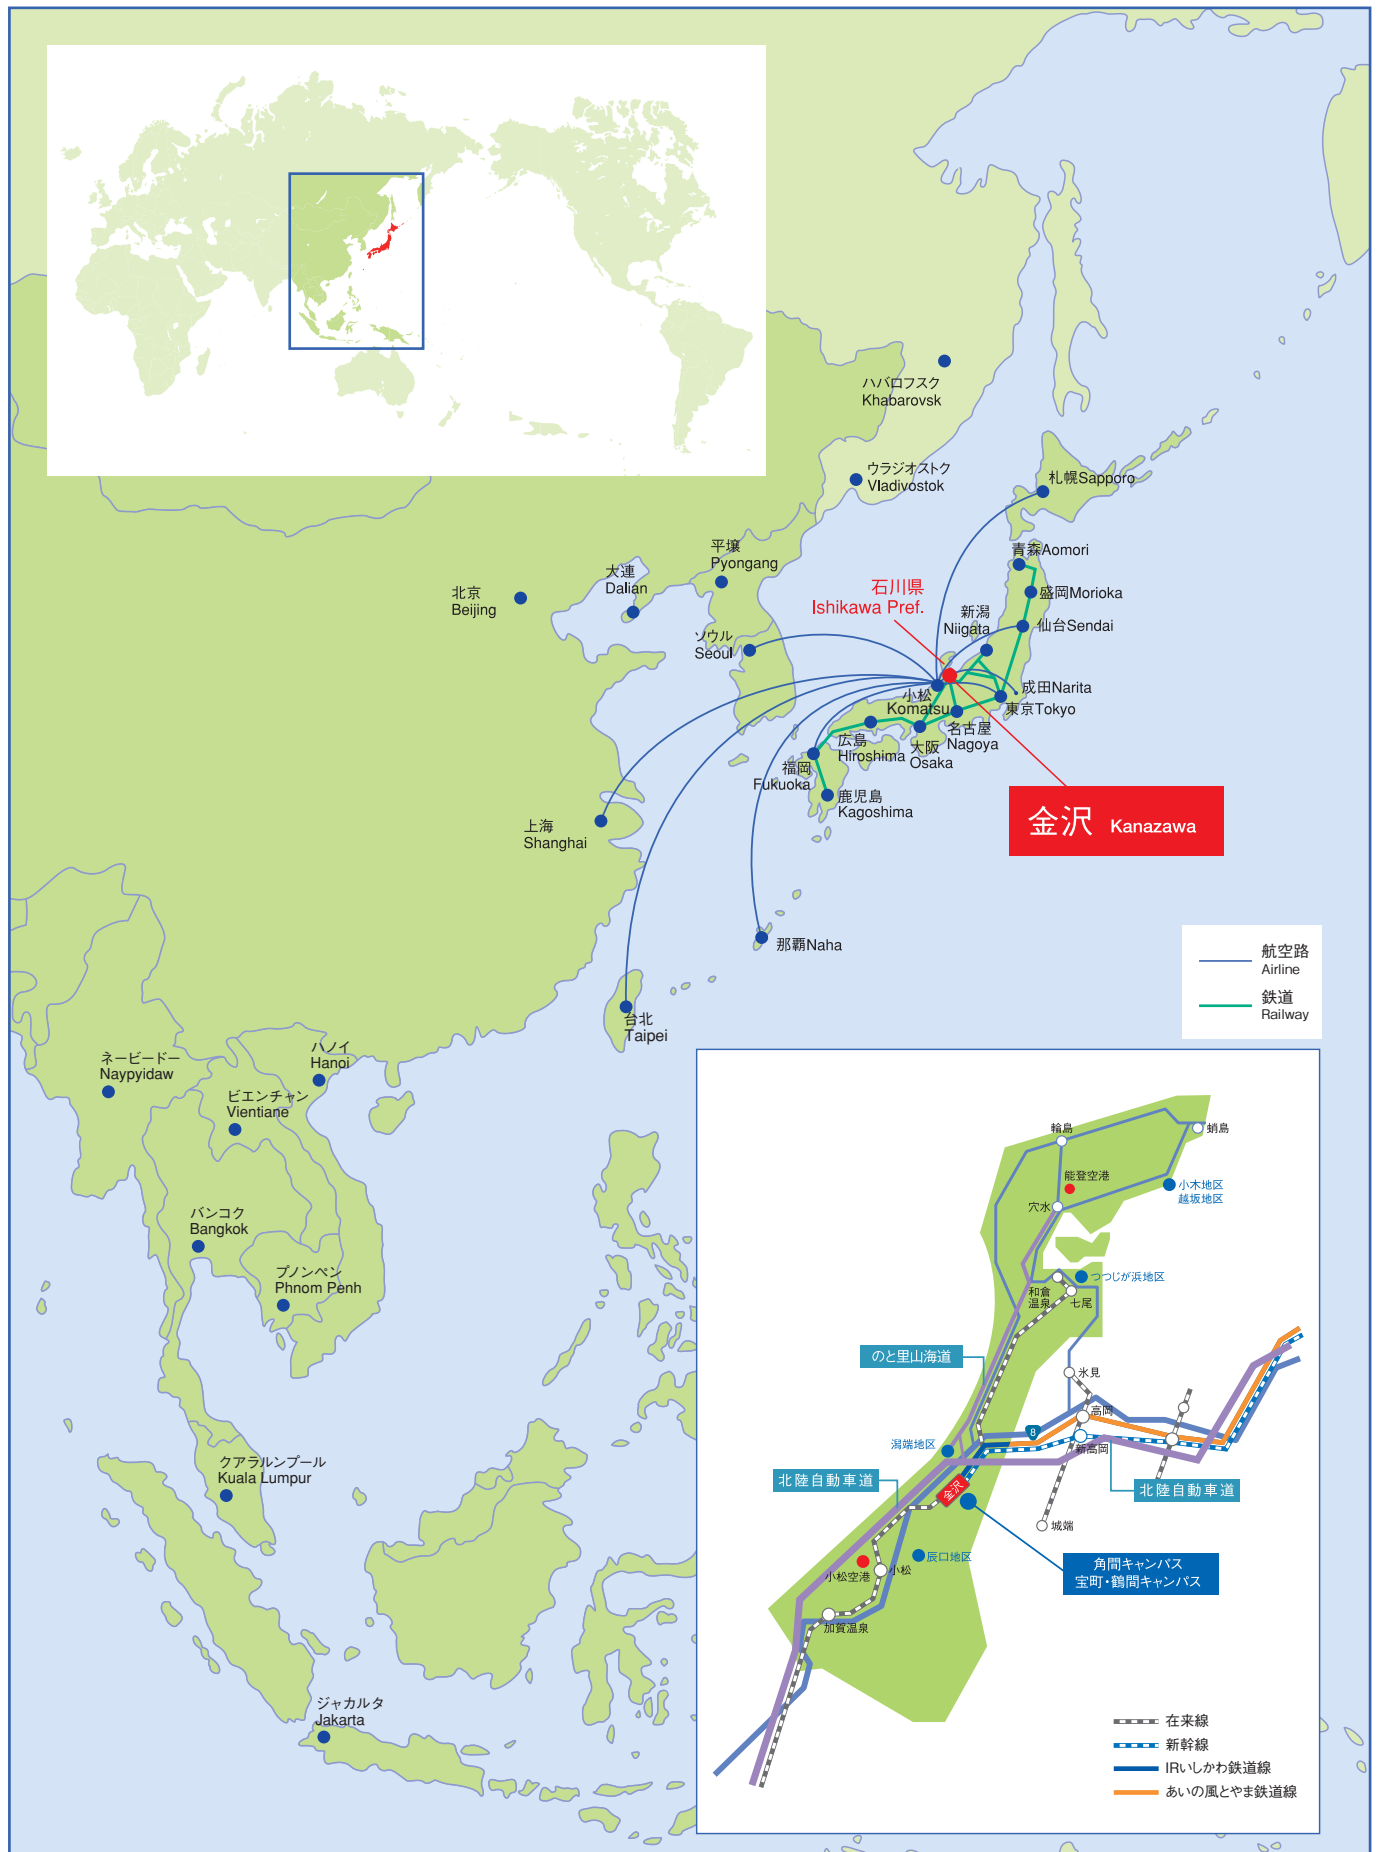 ハバロフスク
Khabarovsk
ウラジオストク
Vladivostok
札幌Sapporo
青森Aomori
盛岡Morioka
仙台Sendai
平壌
Pyongang
大連
Dalian
北京
Beijing
ソウル
Seoul
石川県
Ishikawa Pref.
新潟
Niigata
成田Narita
東京Tokyo
小松
Komatsu
名古屋
Nagoya
大阪
Osaka
広島
Hiroshima
福岡
Fukuoka
鹿児島
Kagoshima
金沢 Kanazawa
上海
Shanghai
那覇Naha
台北
Taipei
航空路
Airline
鉄道
Railway
ネーピードー
Naypyidaw
ハノイ
Hanoi
ビエンチャン
Vientiane
バンコク
Bangkok
プノンペン
Phnom Penh
クアラルンプール
Kuala Lumpur
ジャカルタ
Jakarta
輪島
蛸島
能登空港
小木地区
越坂地区
穴水
つつじが浜地区
和倉
温泉
七尾
のと里山海道
氷見
高岡
8
潟端地区
新高岡
北陸自動車道
北陸自動車道
金沢
城端
辰口地区
角間キャンパス
宝町・鶴間キャンパス
小松空港
小松
加賀温泉
在来線
新幹線
IRいしかわ鉄道線
あいの風とやま鉄道線